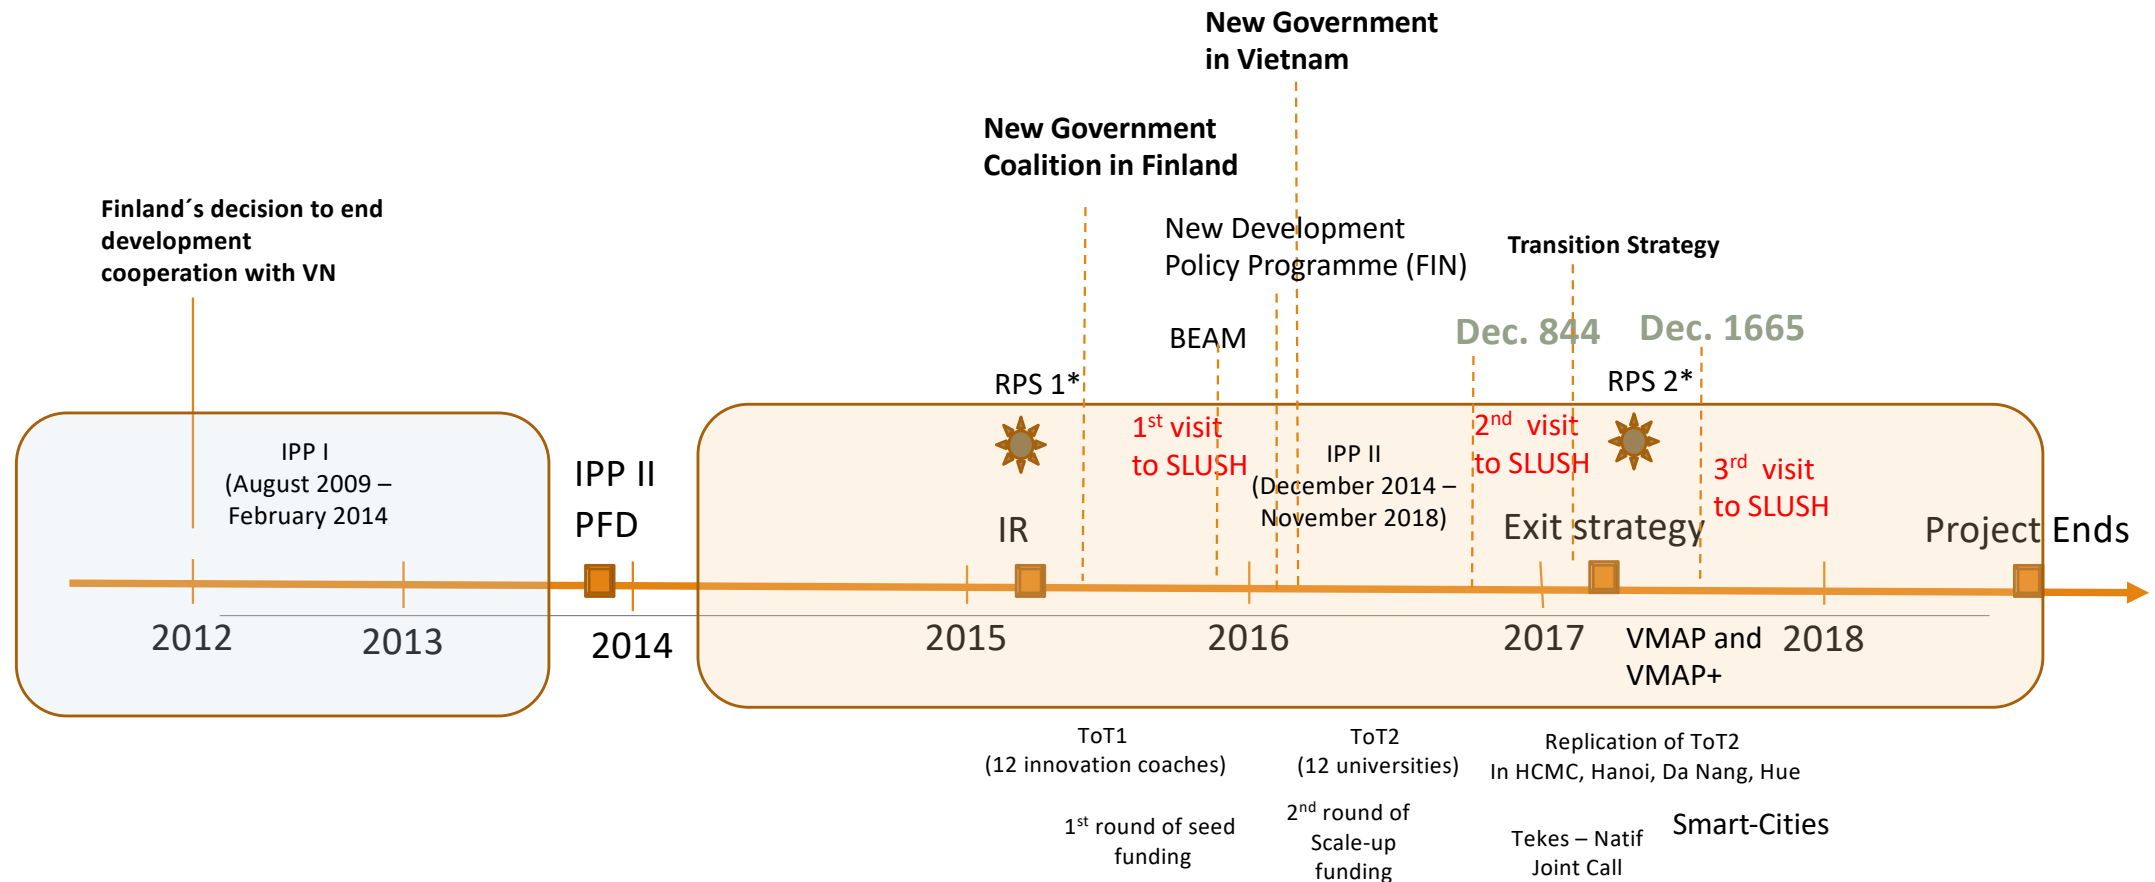 New Government
in Vietnam
New Government
Coalition in Finland
Finland´s decision to end
development
cooperation with VN
New Development
Policy Programme (FIN)
Transition Strategy
BEAM
Dec. 844
Dec. 1665
RPS 1*
RPS 2*
IPP I
(August 2009 –
February 2014
IPP II
PFD
1st visit
to SLUSH
IPP II
(December 2014 –
November 2018)
2nd visit
to SLUSH
3rd visit
to SLUSH
IR
Exit strategy
Project Ends
2012
2013
2014
2015
2016
2017
2018
VMAP and
VMAP+
ToT1
(12 innovation coaches)
ToT2
(12 universities)
Replication of ToT2
In HCMC, Hanoi, Da Nang, Hue
1st round of seed
funding
2nd round of
Scale-up
funding
Tekes – Natif
Joint Call
Smart-Cities